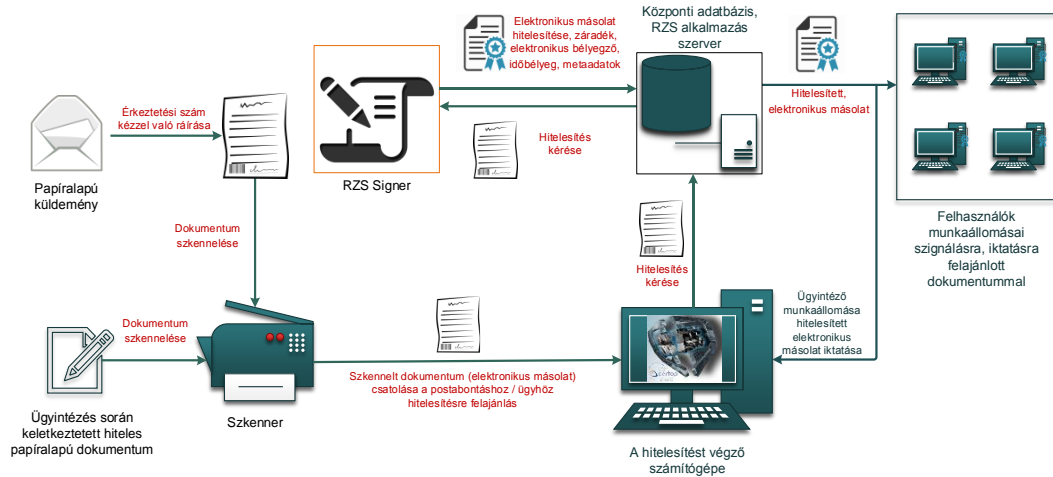 Elektronikus másolat
hitelesítése, záradék,
elektronikus bélyegző,
időbélyeg, metaadatok
Központi adatbázis,
RZS alkalmazás
szerver
Érkeztetési szám
kézzel való ráírása
Papíralapú
küldemény
RZS Signer
Hitelesítés
kérése
Hitelesített,
elektronikus másolat
Felhasználók
munkaállomásai
szignálásra, iktatásra
felajánlott
dokumentummal
Dokumentum
szkennelése
Hitelesítés
kérése
Ügyintéző
munkaállomása
hitelesített
elektronikus
másolat iktatása
Dokumentum
szkennelése
Szkennelt dokumentum (elektronikus másolat)
csatolása a postabontáshoz / ügyhöz
hitelesítésre felajánlás
Ügyintézés során
keletkeztetett hiteles
papíralapú dokumentum
Szkenner
A hitelesítést végző
számítógépe